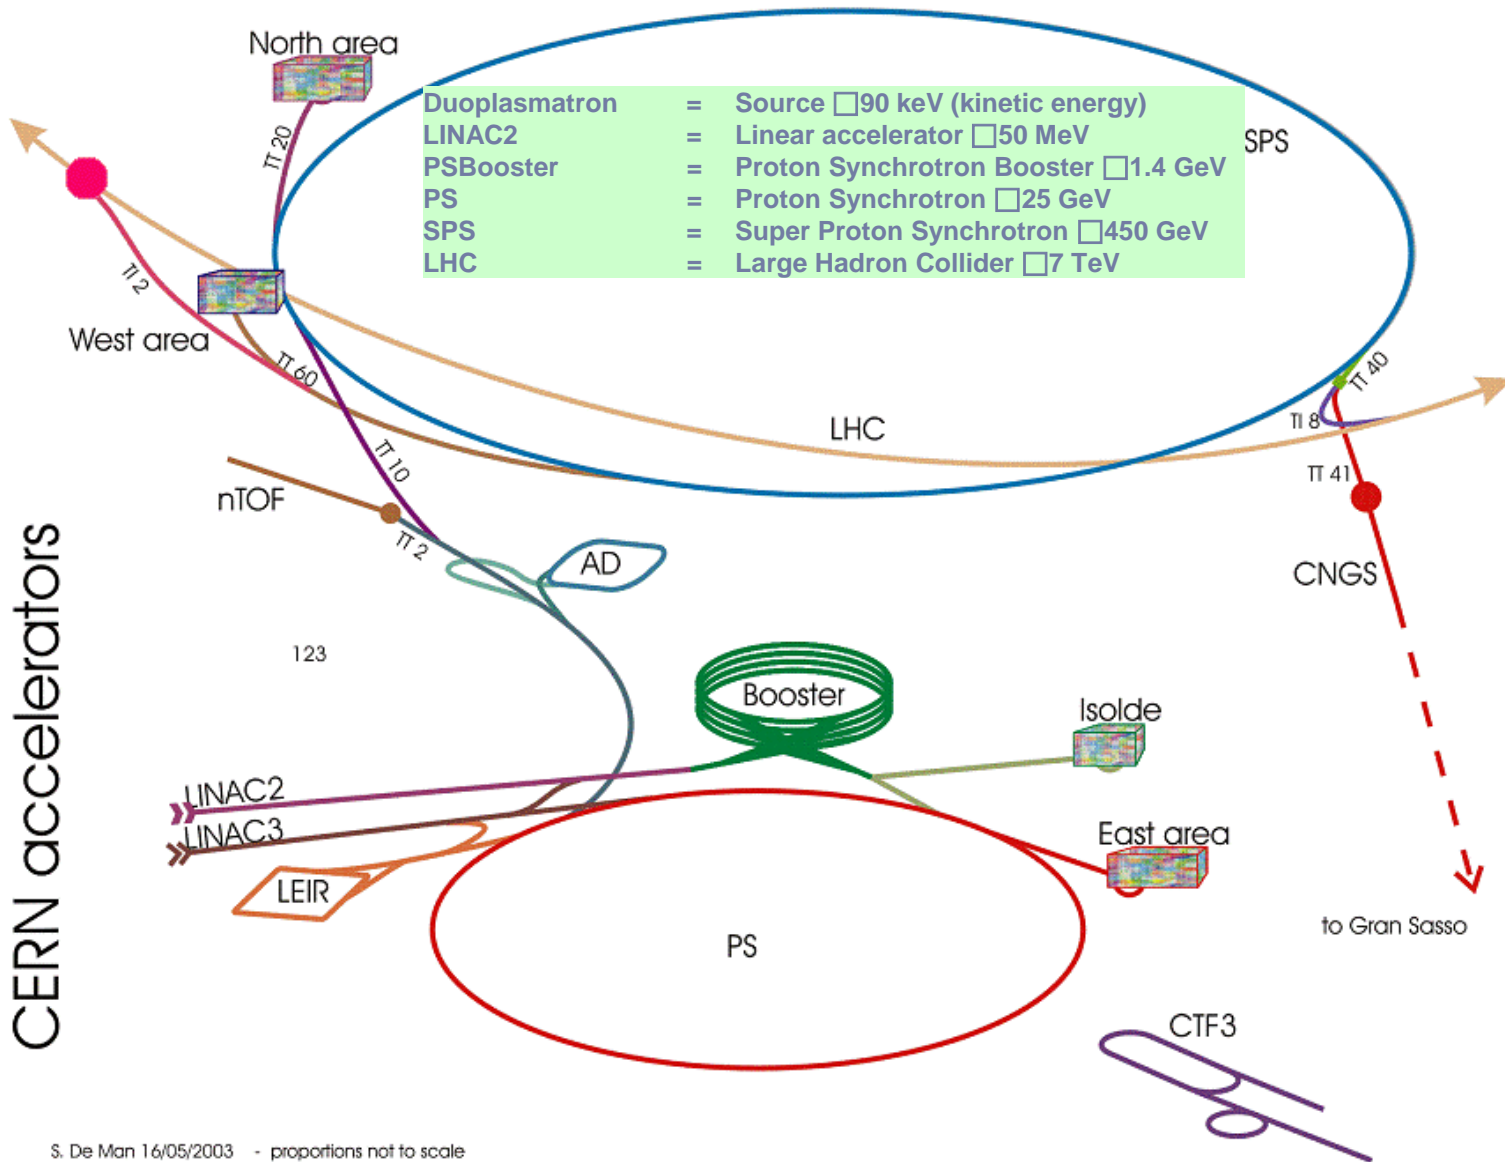 North area
TT 20
Duoplasmatron = Source □90 keV (kinetic energy)
LINAC2 = Linear accelerator □50 MeV
PSBooster = Proton Synchrotron Booster □1.4 GeV
PS = Proton Synchrotron □25 GeV
SPS = Super Proton Synchrotron □450 GeV
LHC = Large Hadron Collider □7 TeV
SPS
TI 2
West area
TT 60
TT 40
TI 8
LHC
TT 10
TT 41
nTOF
TT 2
AD
CNGS
CERN accelerators
123
Booster
Isolde
LINAC2
LINAC3
East area
LEIR
PS
to Gran Sasso
CTF3
S. De Man 16/05/2003 - proportions not to scale